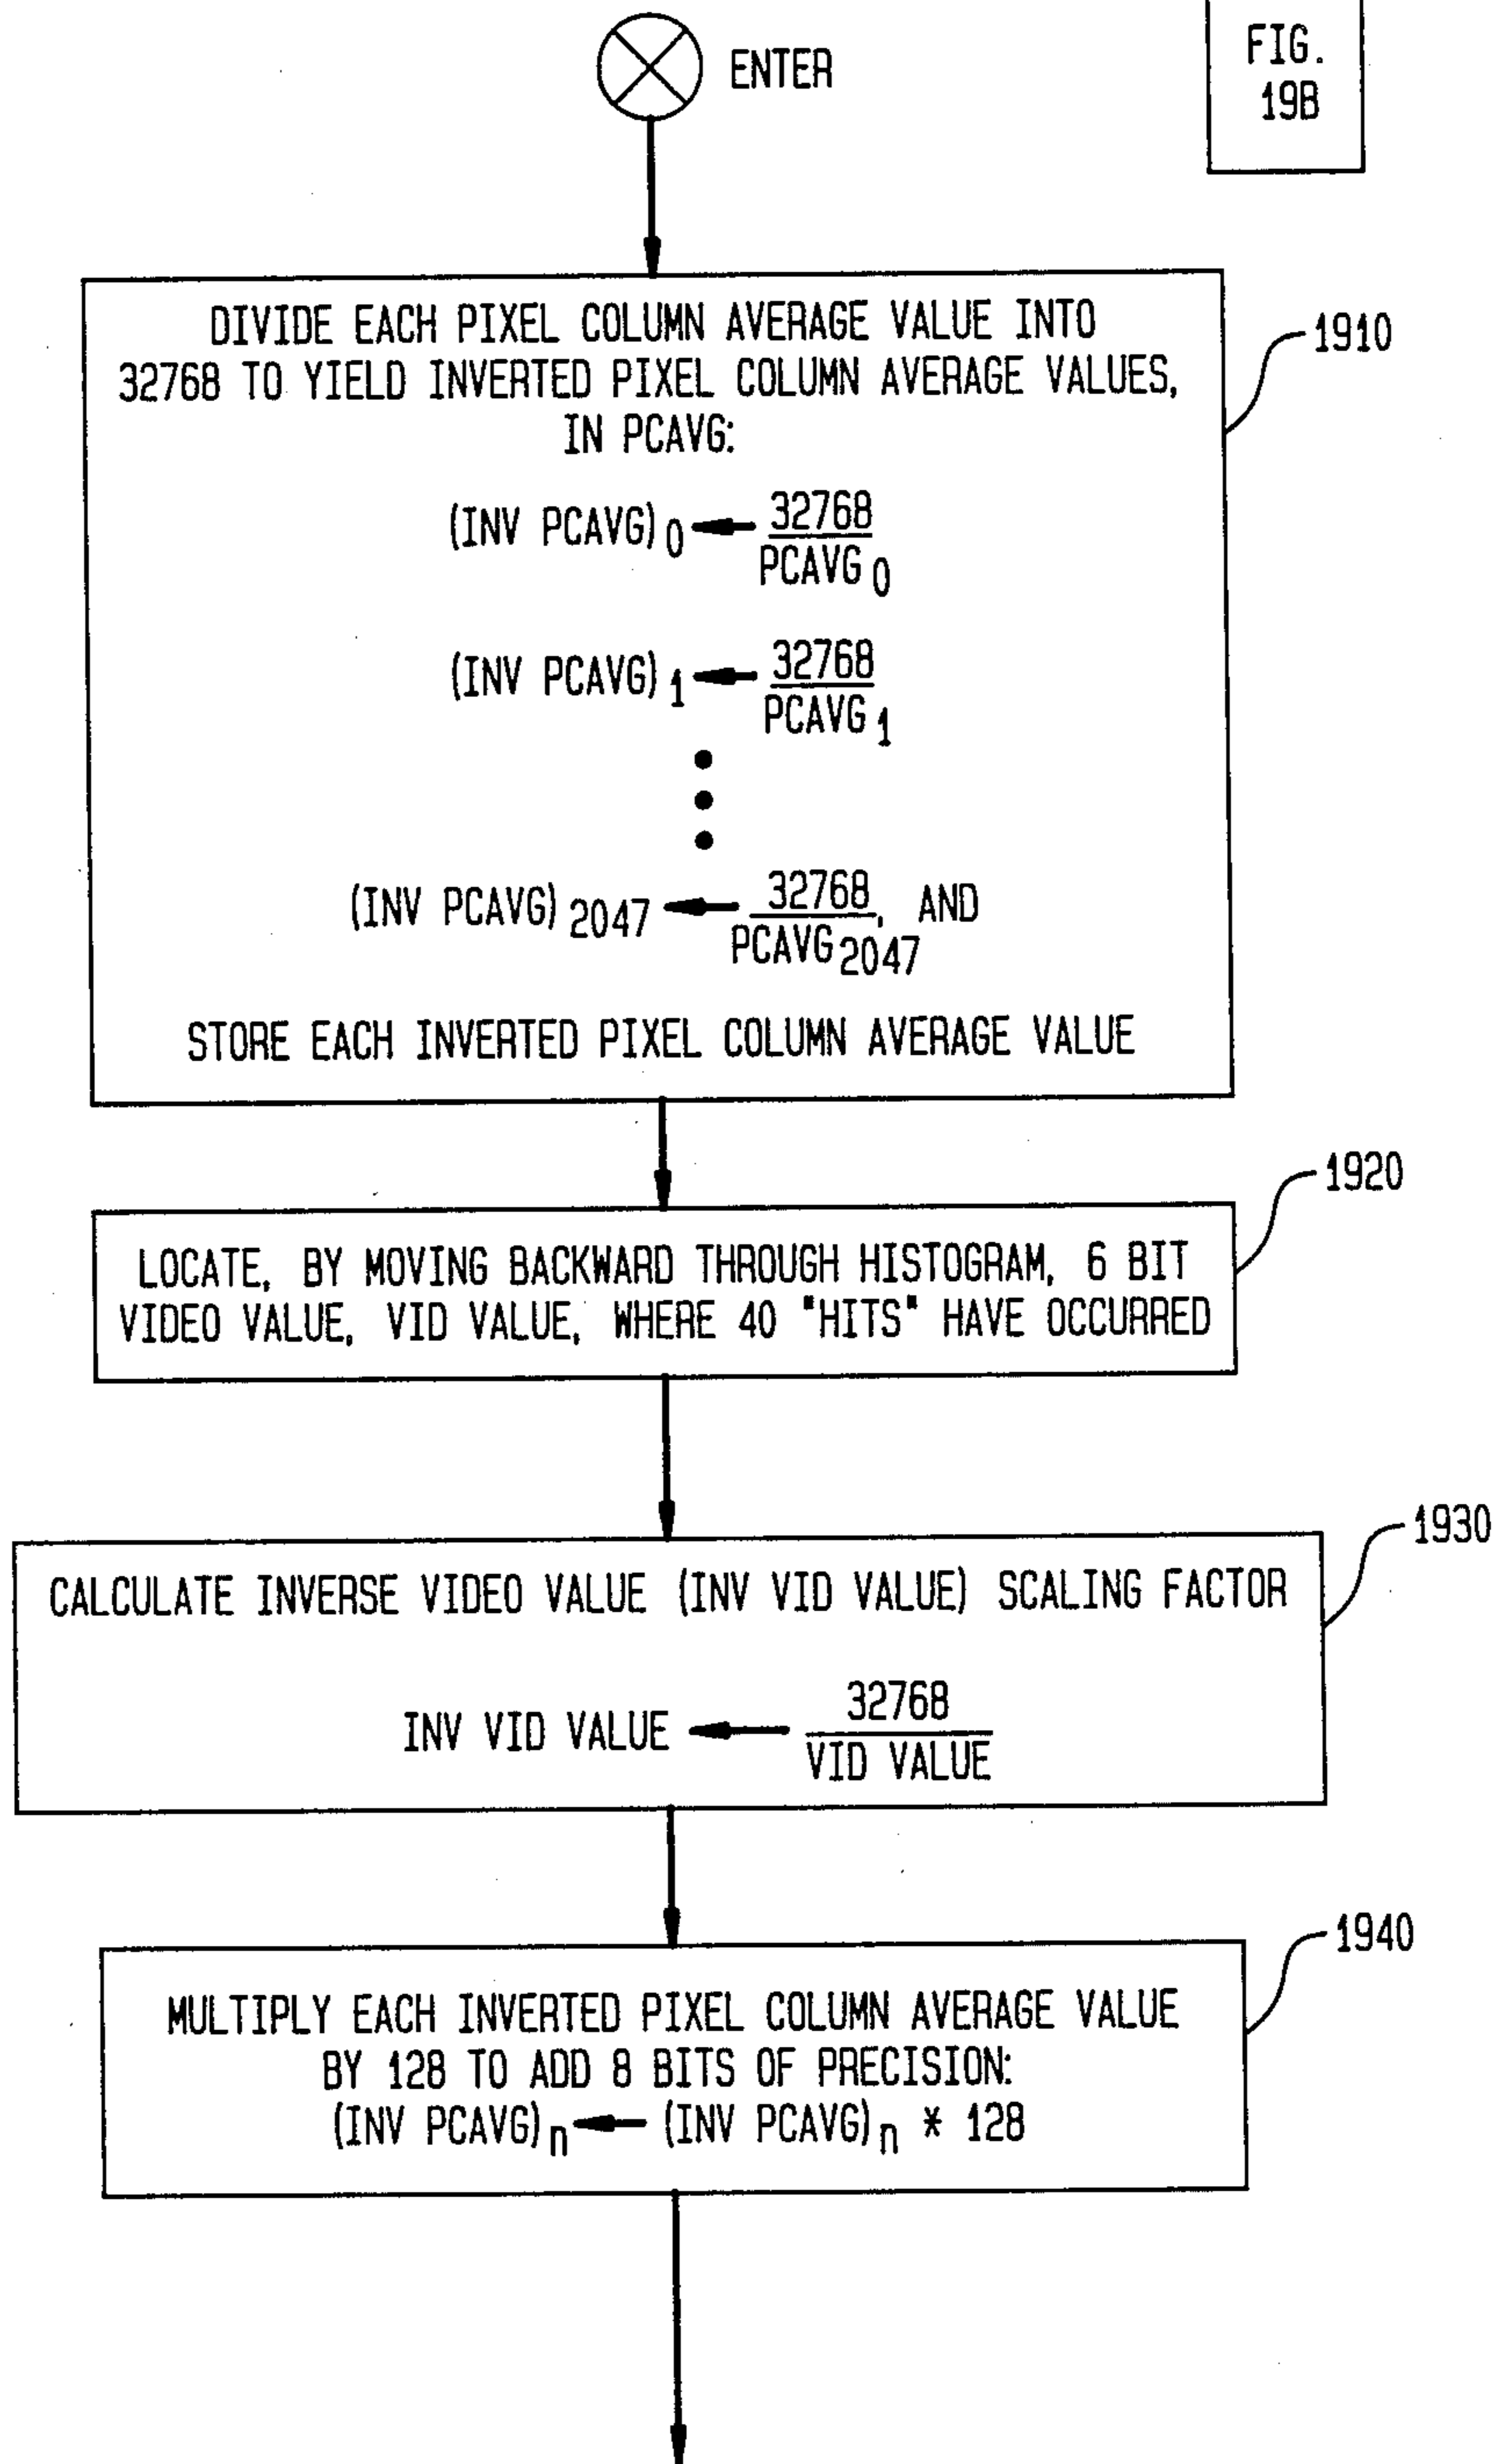 ENTER
FIG.
19B
DIVIDE EACH PIXEL COLUMN AVERAGE VALUE INTO
32768 TO YIELD INVERTED PIXEL COLUMN AVERAGE VALUES,
IN PCAVG:
(INV PCAVG)0 ← 32768
PCAVG0
(INV PCAVG)1 ← 32768
PCAVG1
(INV PCAVG)2047 ← 32768, AND
PCAVG2047
STORE EACH INVERTED PIXEL COLUMN AVERAGE VALUE
1910
LOCATE, BY MOVING BACKWARD THROUGH HISTOGRAM, 6 BIT
VIDEO VALUE, VID VALUE, WHERE 40 "HITS" HAVE OCCURRED
1920
CALCULATE INVERSE VIDEO VALUE (INV VID VALUE) SCALING FACTOR
INV VID VALUE ← 32768
VID VALUE
1930
MULTIPLY EACH INVERTED PIXEL COLUMN AVERAGE VALUE
BY 128 TO ADD 8 BITS OF PRECISION:
(INV PCAVG)n ← (INV PCAVG)n * 128
1940